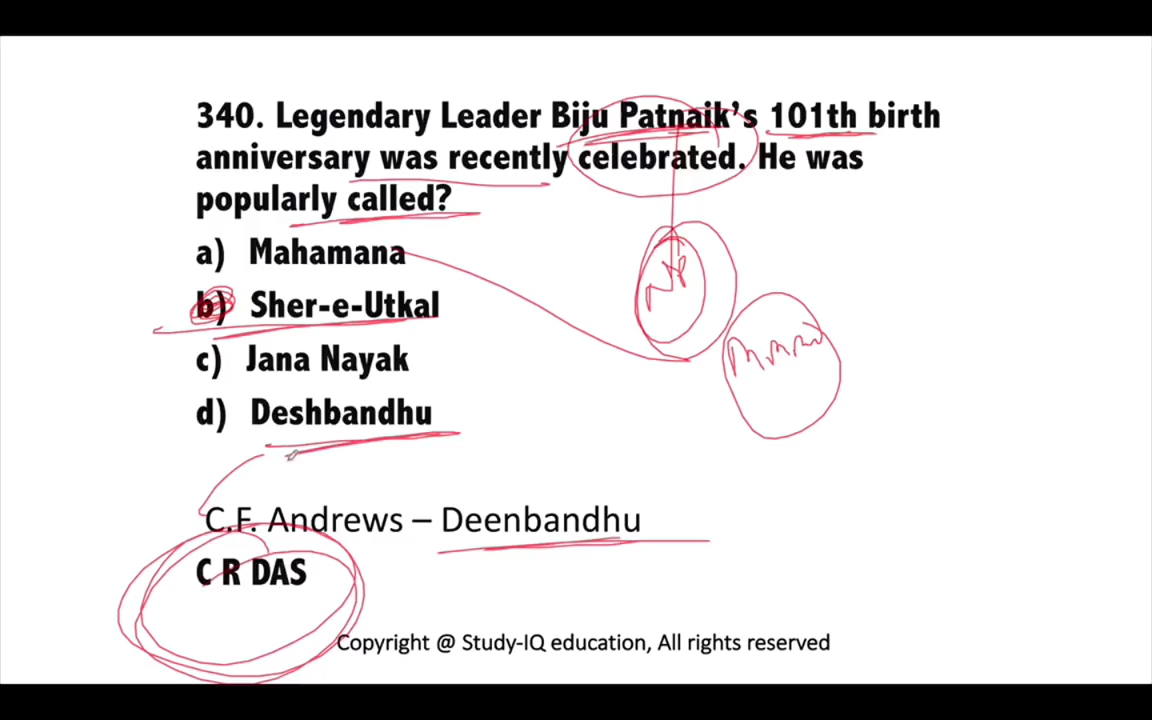 340. Legendary Leader Biju Patnaik's 101th birth
anniversary was recently celebrated. He was
popularly called?
a) Mahamana
b) Sher-e-Utkal
c) Jana Nayak
d) Deshbandhu
C.F. Andrews – Deenbandhu
C R DAS
Copyright @ Study-IQ education, All rights reserved